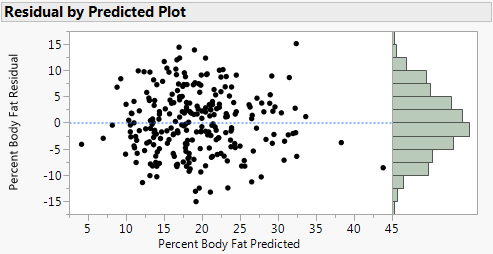 Residual by Predicted Plot
Percent Body Fat Residual
15
10
5
0
-5
-10
-15
5 10 15 20 25 30 35 40 45
Percent Body Fat Predicted